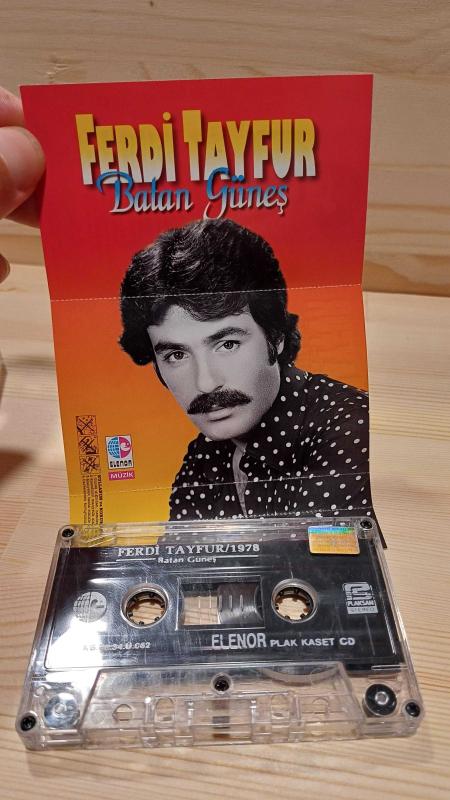 FERDİ TAYFUR
Batan Güneş
ELENOR
MÜZİK
FERDİ TAYFUR/1978
Batan Güneş
PLAKSAN
STEREO
ELENOR PLAK KASET CD